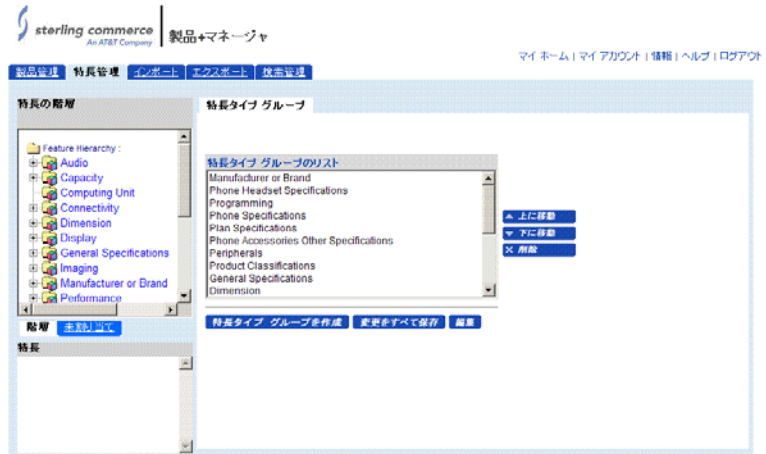 sterling commerce
An AT&T Company
製品+マネージャ
マイ ホーム | マイ アカウント | 情報 | ヘルプ | ログアウト
製品管理 特長管理 インポート エクスポート 検索管理
特長の階層
Feature Hierarchy :
Audio
Capacity
Computing Unit
Connectivity
Dimension
Display
General Specifications
Imaging
Manufacturer or Brand
Performance
階層 未割り当て
特長
特長タイプ グループ
特長タイプ グループのリスト
Manufacturer or Brand
Phone Headset Specifications
Programming
Phone Specifications
Plan Specifications
Phone Accessories Other Specifications
Peripherals
Product Classifications
General Specifications
Dimension
上に移動
下に移動
削除
特長タイプ グループを作成 変更をすべて保存 編集